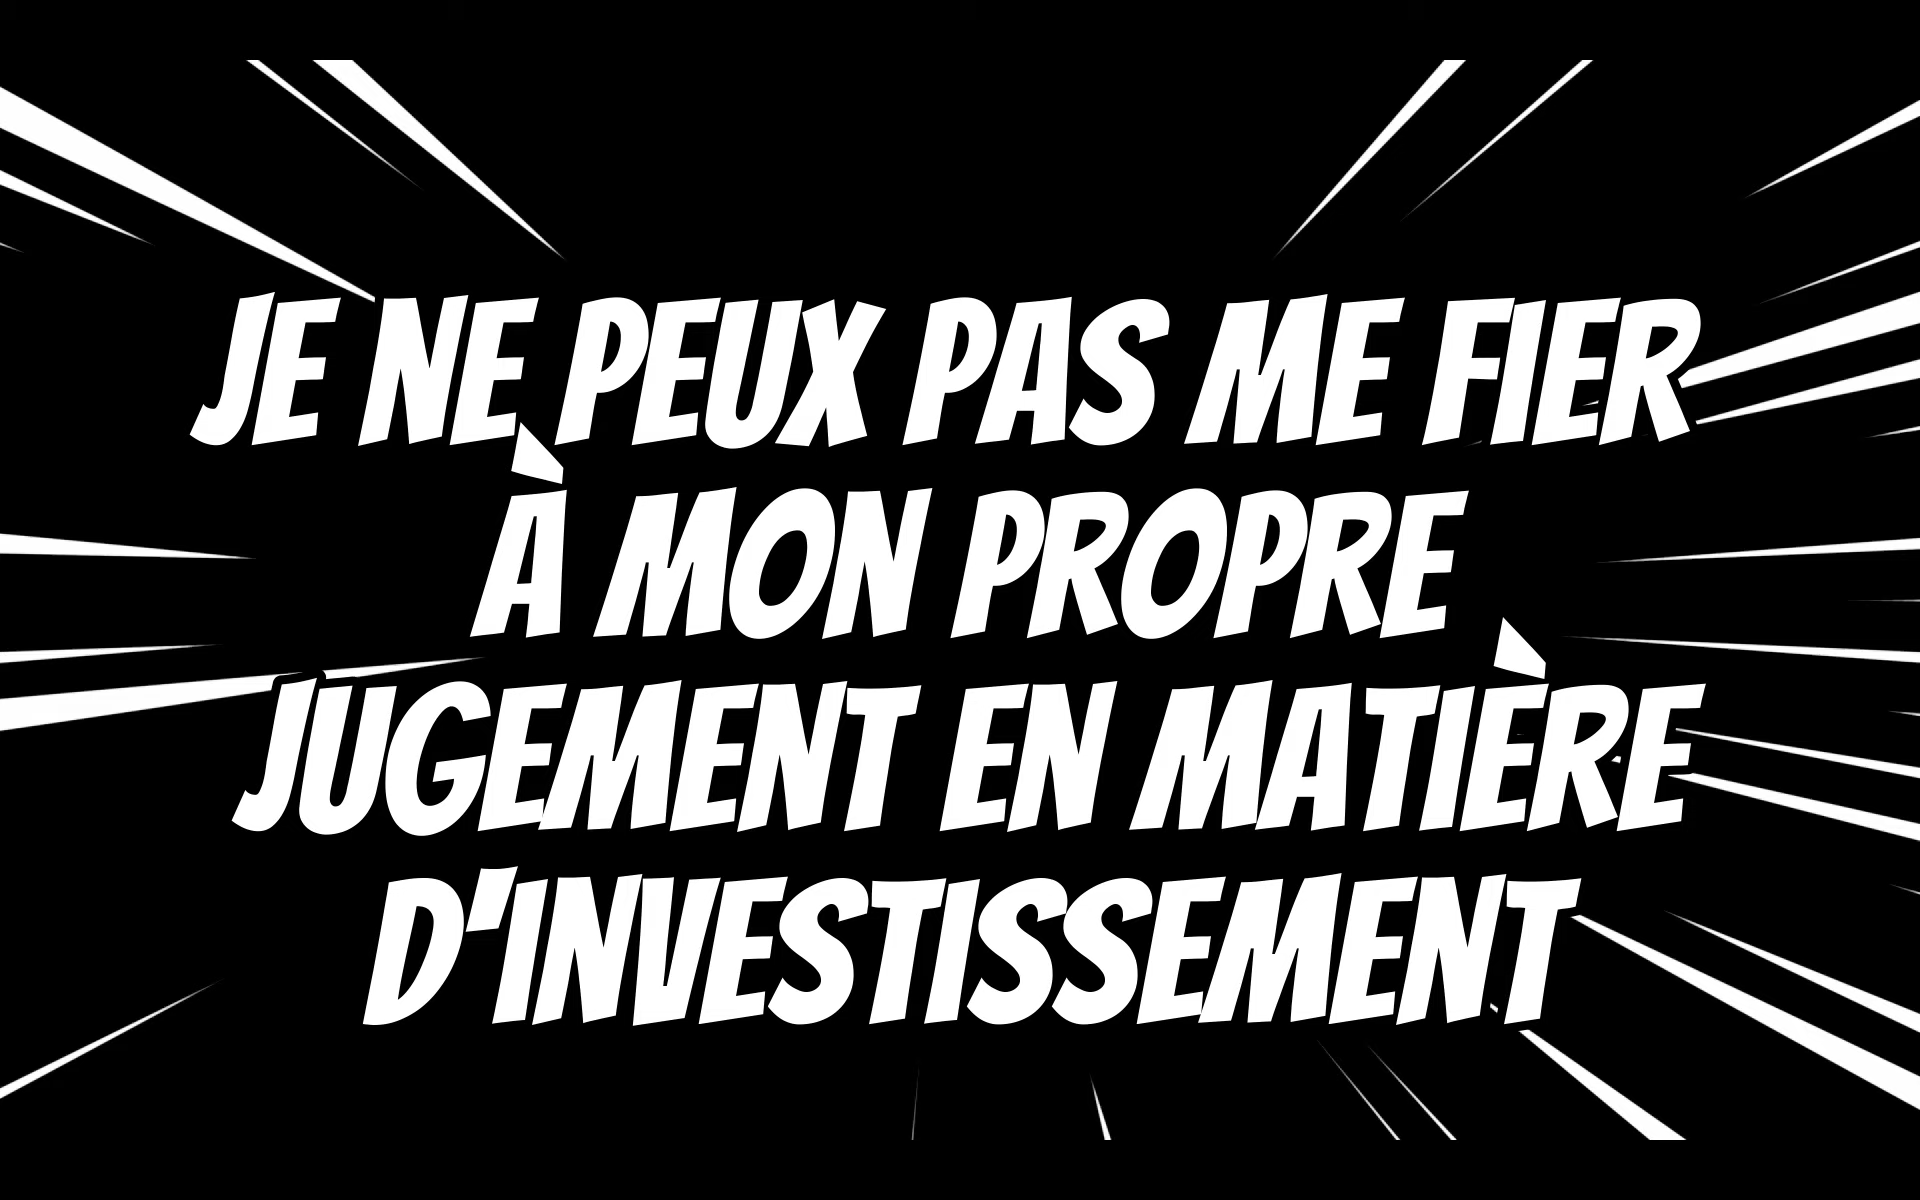 JE NE PEUX PAS ME FIER
À MON PROPRE
JUGEMENT EN MATIÈRE
D'INVESTISSEMENT